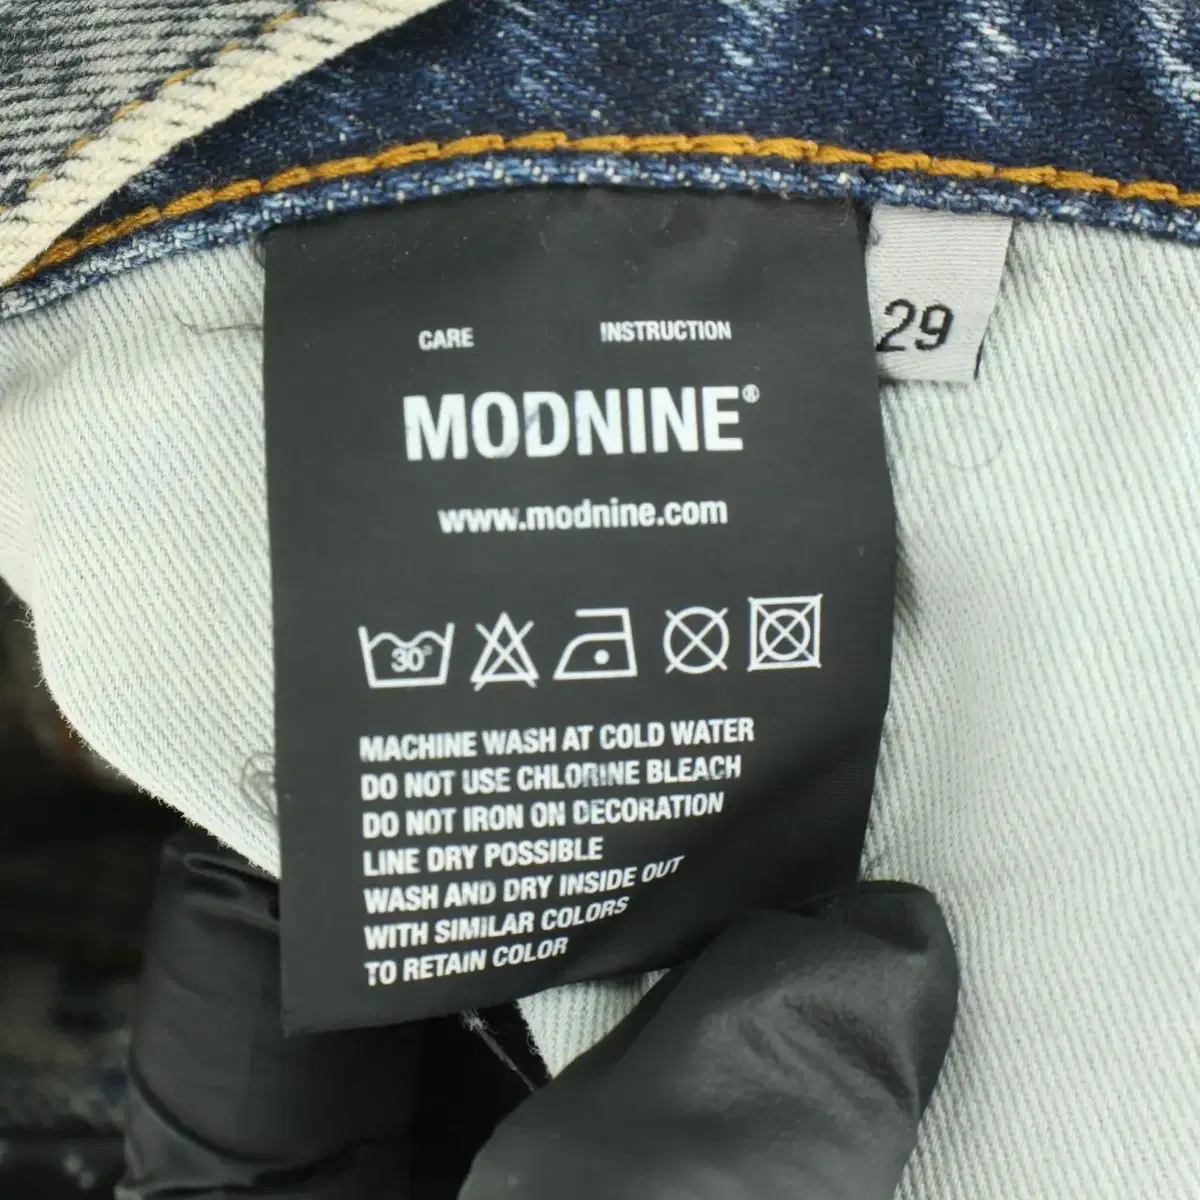 CARE INSTRUCTION
29
MODNINE®
www.modnine.com
30°
MACHINE WASH AT COLD WATER
DO NOT USE CHLORINE BLEACH
DO NOT IRON ON DECORATION
LINE DRY POSSIBLE
WASH AND DRY INSIDE OUT
WITH SIMILAR COLORS
TO RETAIN COLOR